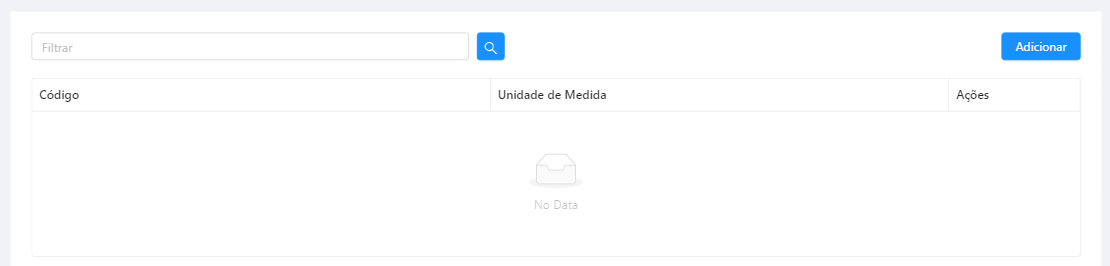 Filtrar
Adicionar
Código
Unidade de Medida
Ações
No Data